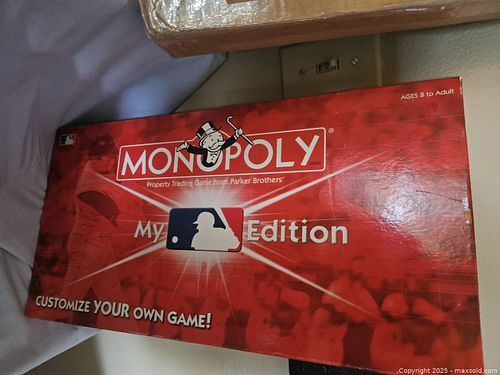 AGES 8 to Adult
MONOPOLY®
Property Trading Game from Parker Brothers®
My Edition
CUSTOMIZE YOUR OWN GAME!
Copyright 2025 - maxsold.com